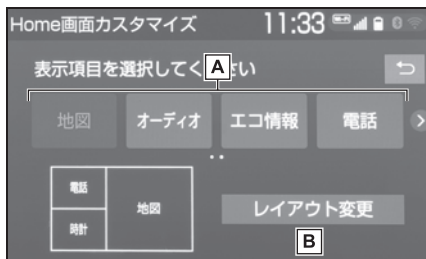 Home画面カスタマイズ 11:33
表示項目を選択してください
A
地図 オーディオ エコ情報 電話
電話 地図
時計
レイアウト変更
B